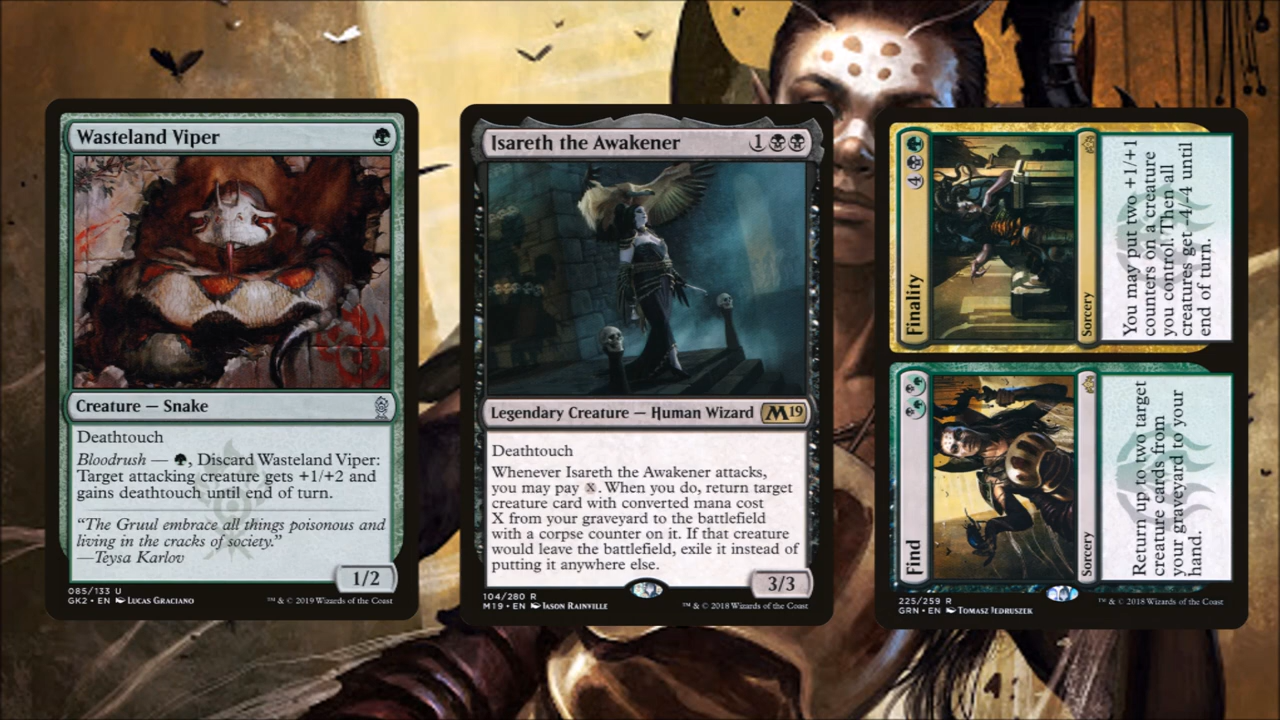 Wasteland Viper
Creature — Snake
Deathtouch
Bloodrush — , Discard Wasteland Viper:
Target attacking creature gets +1/+2 and
gains deathtouch until end of turn.
“The Gruul embrace all things poisonous and
living in the cracks of society.”
—Teysa Karlov
1/2
085/133 U
GK2 • EN Lucas Graciano
™ & © 2019 Wizards of the Coast
Isareth the Awakener
1
Legendary Creature — Human Wizard
M19
Deathtouch
Whenever Isareth the Awakener attacks,
you may pay X. When you do, return target
creature card with converted mana cost
X from your graveyard to the battlefield
with a corpse counter on it. If that creature
would leave the battlefield, exile it instead of
putting it anywhere else.
3/3
104/280 R
M19 • EN Jason Rainville
™ & © 2018 Wizards of the Coast
Finality
4
Sorcery
You may put two +1/+1
counters on a creature
you control. Then all
creatures get -4/-4 until
end of turn.
Find
Sorcery
Return up to two target
creature cards from
your graveyard to your
hand.
225/259 R
GRN • EN Tomasz Jedruszek
™ & © 2018 Wizards of the Coast